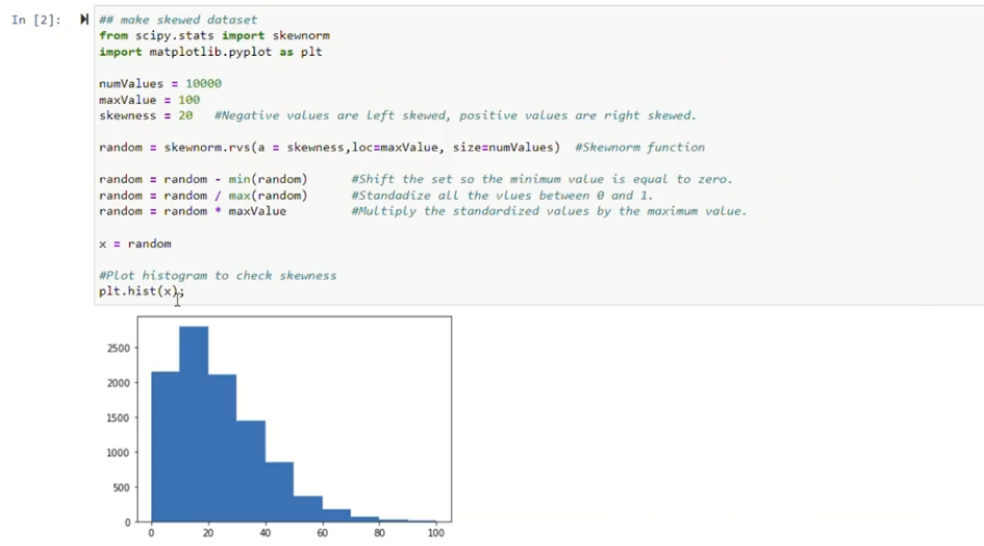 In [2]:
## make skewed dataset
from scipy.stats import skewnorm
import matplotlib.pyplot as plt
numValues = 10000
maxValue = 100
skewness = 20 #Negative values are left skewed, positive values are right skewed.
random = skewnorm.rvs(a = skewness,loc=maxValue, size=numValues) #Skewnorm function
random = random - min(random) #Shift the set so the minimum value is equal to zero.
random = random / max(random) #Standadize all the vlues between 0 and 1.
random = random * maxValue #Multiply the standardized values by the maximum value.
x = random
#Plot histogram to check skewness
plt.hist(x);
2500
2000
1500
1000
500
0
0 20 40 60 80 100